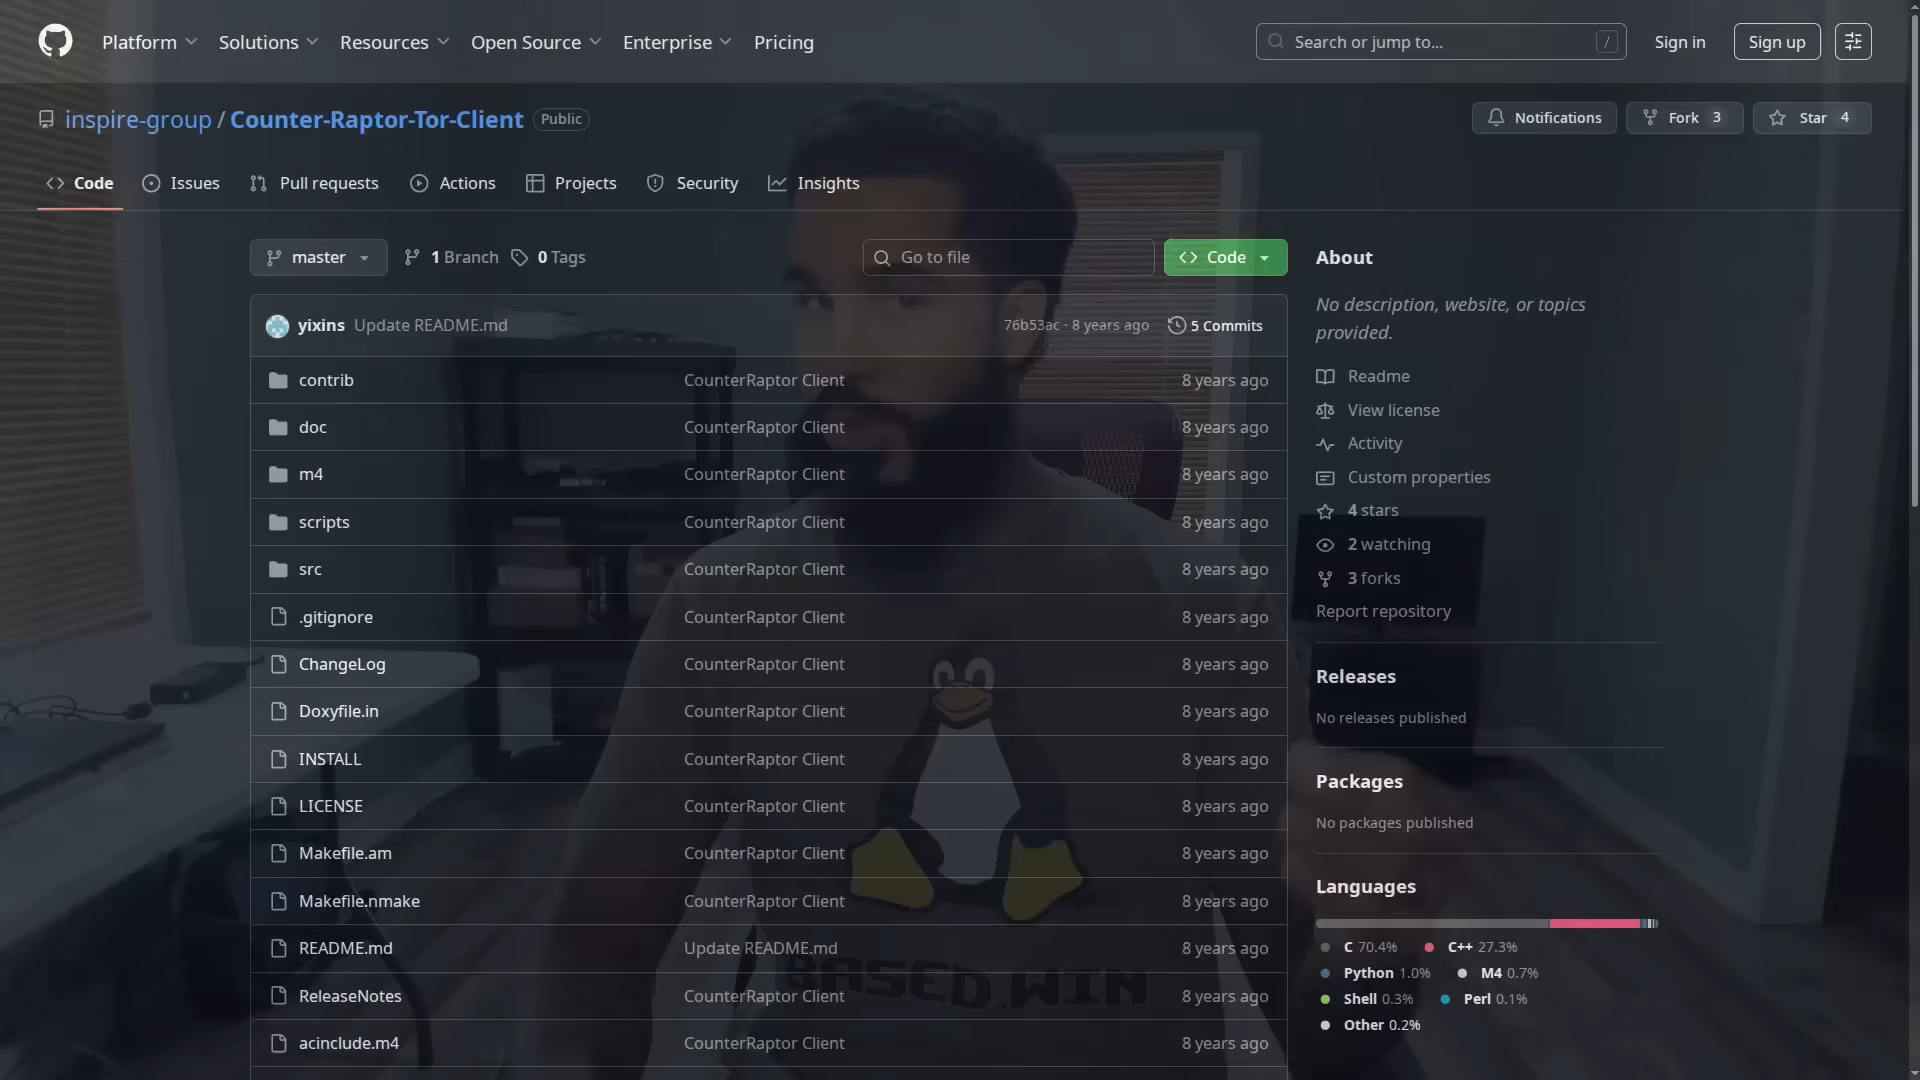 Platform Solutions Resources Open Source Enterprise Pricing Search or jump to... / Sign in Sign up
inspire-group / Counter-Raptor-Tor-Client Public Notifications Fork 3 Star 4
Code Issues Pull requests Actions Projects Security Insights
master 1 Branch 0 Tags Go to file Code
yixins Update README.md 76b53ac · 8 years ago 5 Commits
contrib CounterRaptor Client 8 years ago
doc CounterRaptor Client 8 years ago
m4 CounterRaptor Client 8 years ago
scripts CounterRaptor Client 8 years ago
src CounterRaptor Client 8 years ago
.gitignore CounterRaptor Client 8 years ago
ChangeLog CounterRaptor Client 8 years ago
Doxyfile.in CounterRaptor Client 8 years ago
INSTALL CounterRaptor Client 8 years ago
LICENSE CounterRaptor Client 8 years ago
Makefile.am CounterRaptor Client 8 years ago
Makefile.nmake CounterRaptor Client 8 years ago
README.md Update README.md 8 years ago
ReleaseNotes CounterRaptor Client 8 years ago
acinclude.m4 CounterRaptor Client 8 years ago
About
No description, website, or topics
provided.
Readme
View license
Activity
Custom properties
4 stars
2 watching
3 forks
Report repository
Releases
No releases published
Packages
No packages published
Languages
C 70.4% C++ 27.3%
Python 1.0% M4 0.7%
Shell 0.3% Perl 0.1%
Other 0.2%
BASED.WIN